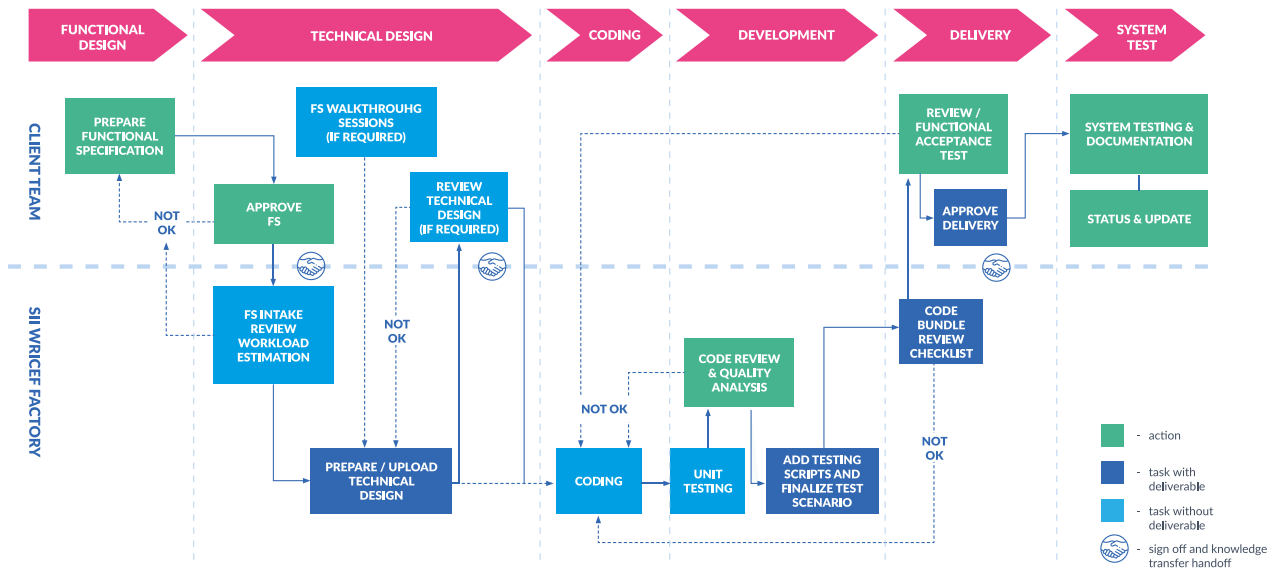 FUNCTIONAL
DESIGN
TECHNICAL DESIGN
CODING
DEVELOPMENT
DELIVERY
SYSTEM
TEST
CLIENT TEAM
PREPARE
FUNCTIONAL
SPECIFICATION
FS WALKTHROUHG
SESSIONS
(IF REQUIRED)
REVIEW
TECHNICAL
DESIGN
(IF REQUIRED)
APPROVE
FS
NOT
OK
REVIEW /
FUNCTIONAL
ACCEPTANCE
TEST
APPROVE
DELIVERY
SYSTEM TESTING &
DOCUMENTATION
STATUS & UPDATE
SII WRICEF FACTORY
FS INTAKE
REVIEW
WORKLOAD
ESTIMATION
NOT
OK
PREPARE / UPLOAD
TECHNICAL
DESIGN
CODE REVIEW
& QUALITY
ANALYSIS
NOT OK
CODING
UNIT
TESTING
ADD TESTING
SCRIPTS AND
FINALIZE TEST
SCENARIO
CODE
BUNDLE
REVIEW
CHECKLIST
NOT
OK
- action
- task with
deliverable
- task without
deliverable
- sign off and knowledge
transfer handoff